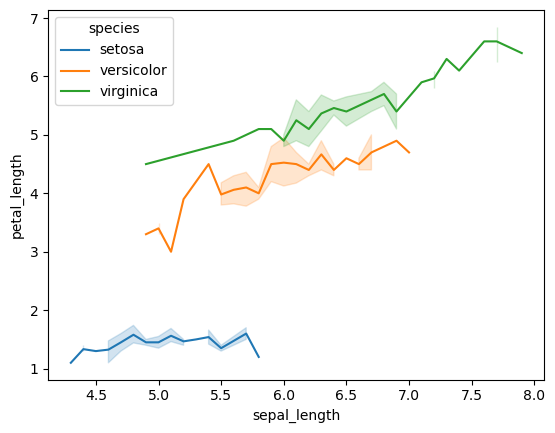 species
setosa
versicolor
virginica
7
6
5
4
3
2
1
petal_length
4.5 5.0 5.5 6.0 6.5 7.0 7.5 8.0
sepal_length